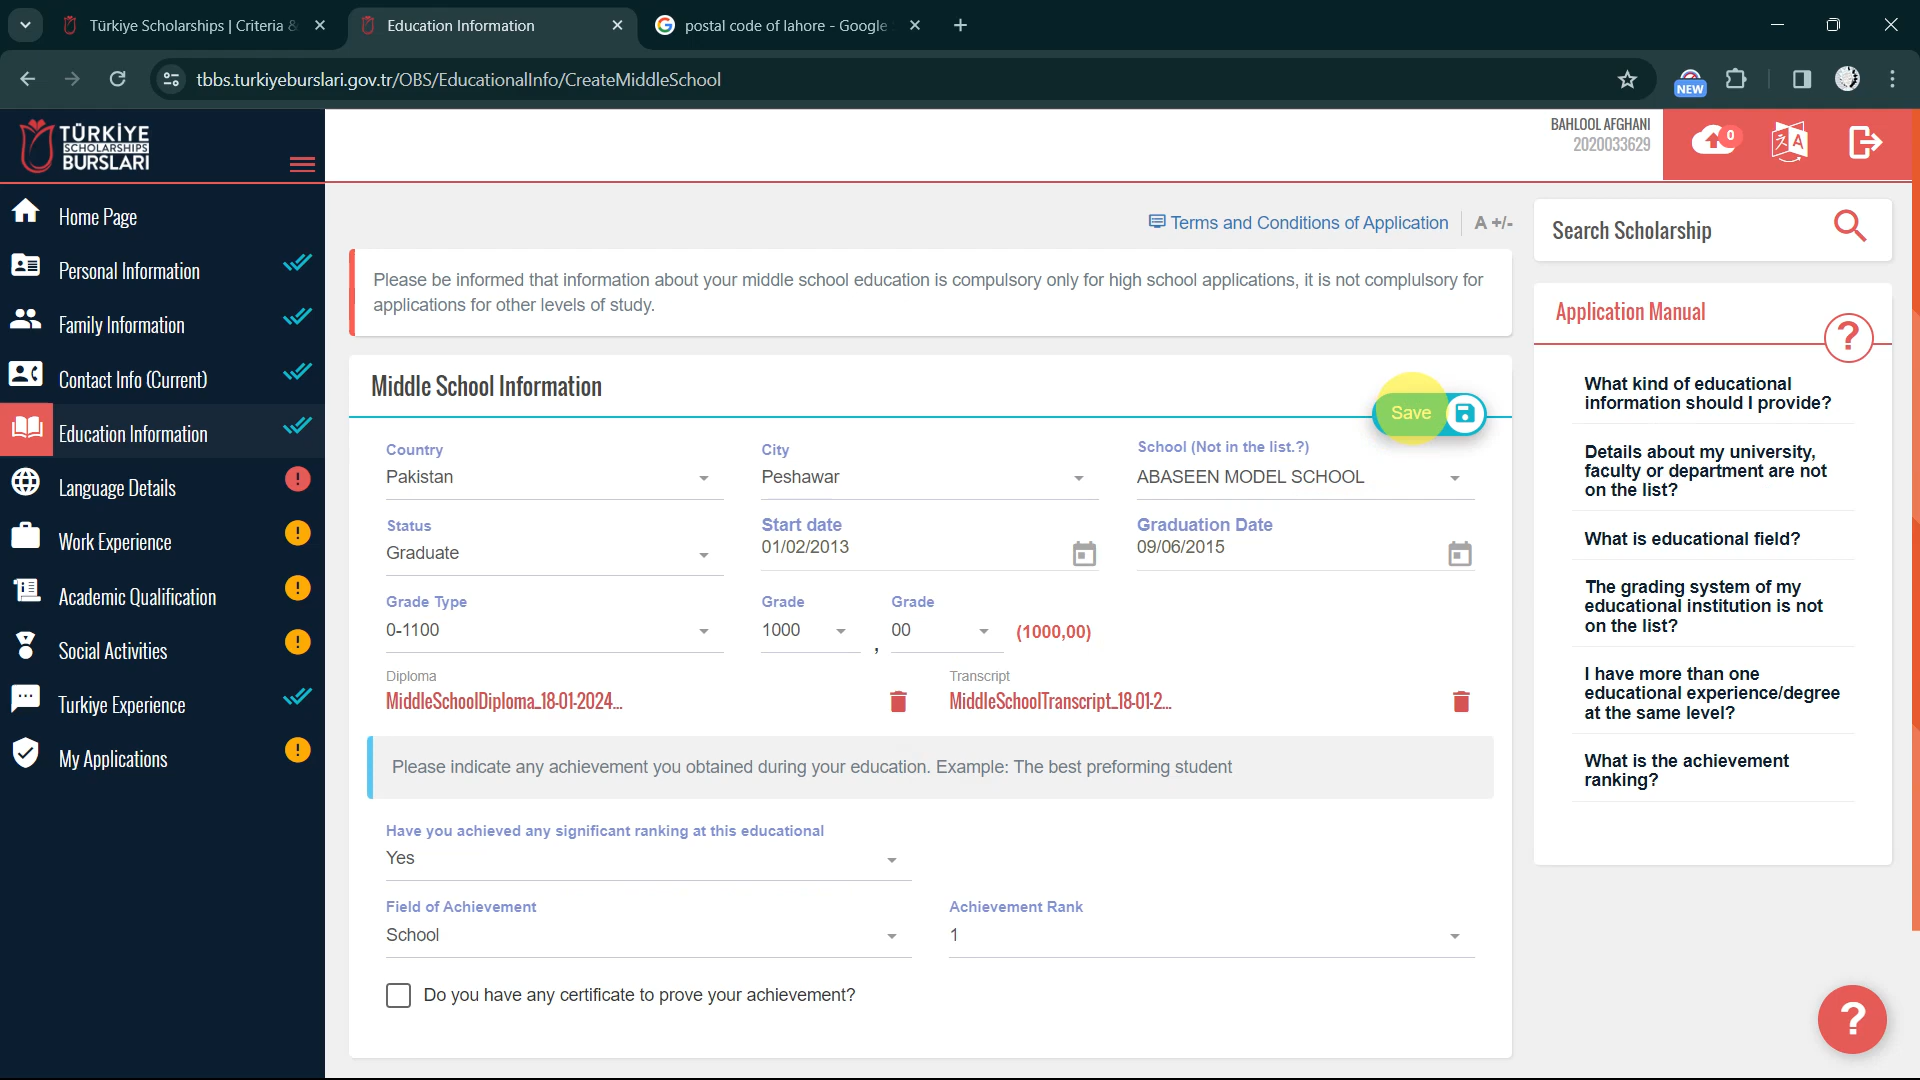 Türkiye Scholarships | Criteria &
Education Information
postal code of lahore - Google
tbbs.turkiyeburslari.gov.tr/OBS/EducationalInfo/CreateMiddleSchool
NEW
TÜRKİYE
SCHOLARSHIPS
BURSLARI
BAHLOOL AFGHANI
2020033629
0
A
Home Page
Personal Information
Family Information
Contact Info (Current)
Education Information
Language Details
!
Work Experience
!
Academic Qualification
!
Social Activities
!
Turkiye Experience
My Applications
!
Terms and Conditions of Application
A +/-
Please be informed that information about your middle school education is compulsory only for high school applications, it is not complulsory for
applications for other levels of study.
Middle School Information
Save
Country
City
School (Not in the list.?)
Pakistan
Peshawar
ABASEEN MODEL SCHOOL
Status
Start date
Graduation Date
Graduate
01/02/2013
09/06/2015
Grade Type
Grade
Grade
0-1100
1000
,
00
(1000,00)
Diploma
Transcript
MiddleSchoolDiploma_18-01-2024...
MiddleSchoolTranscript_18-01-2...
Please indicate any achievement you obtained during your education. Example: The best preforming student
Have you achieved any significant ranking at this educational
Yes
Field of Achievement
Achievement Rank
School
1
Do you have any certificate to prove your achievement?
Search Scholarship
Application Manual
?
What kind of educational
information should I provide?
Details about my university,
faculty or department are not
on the list?
What is educational field?
The grading system of my
educational institution is not
on the list?
I have more than one
educational experience/degree
at the same level?
What is the achievement
ranking?
?